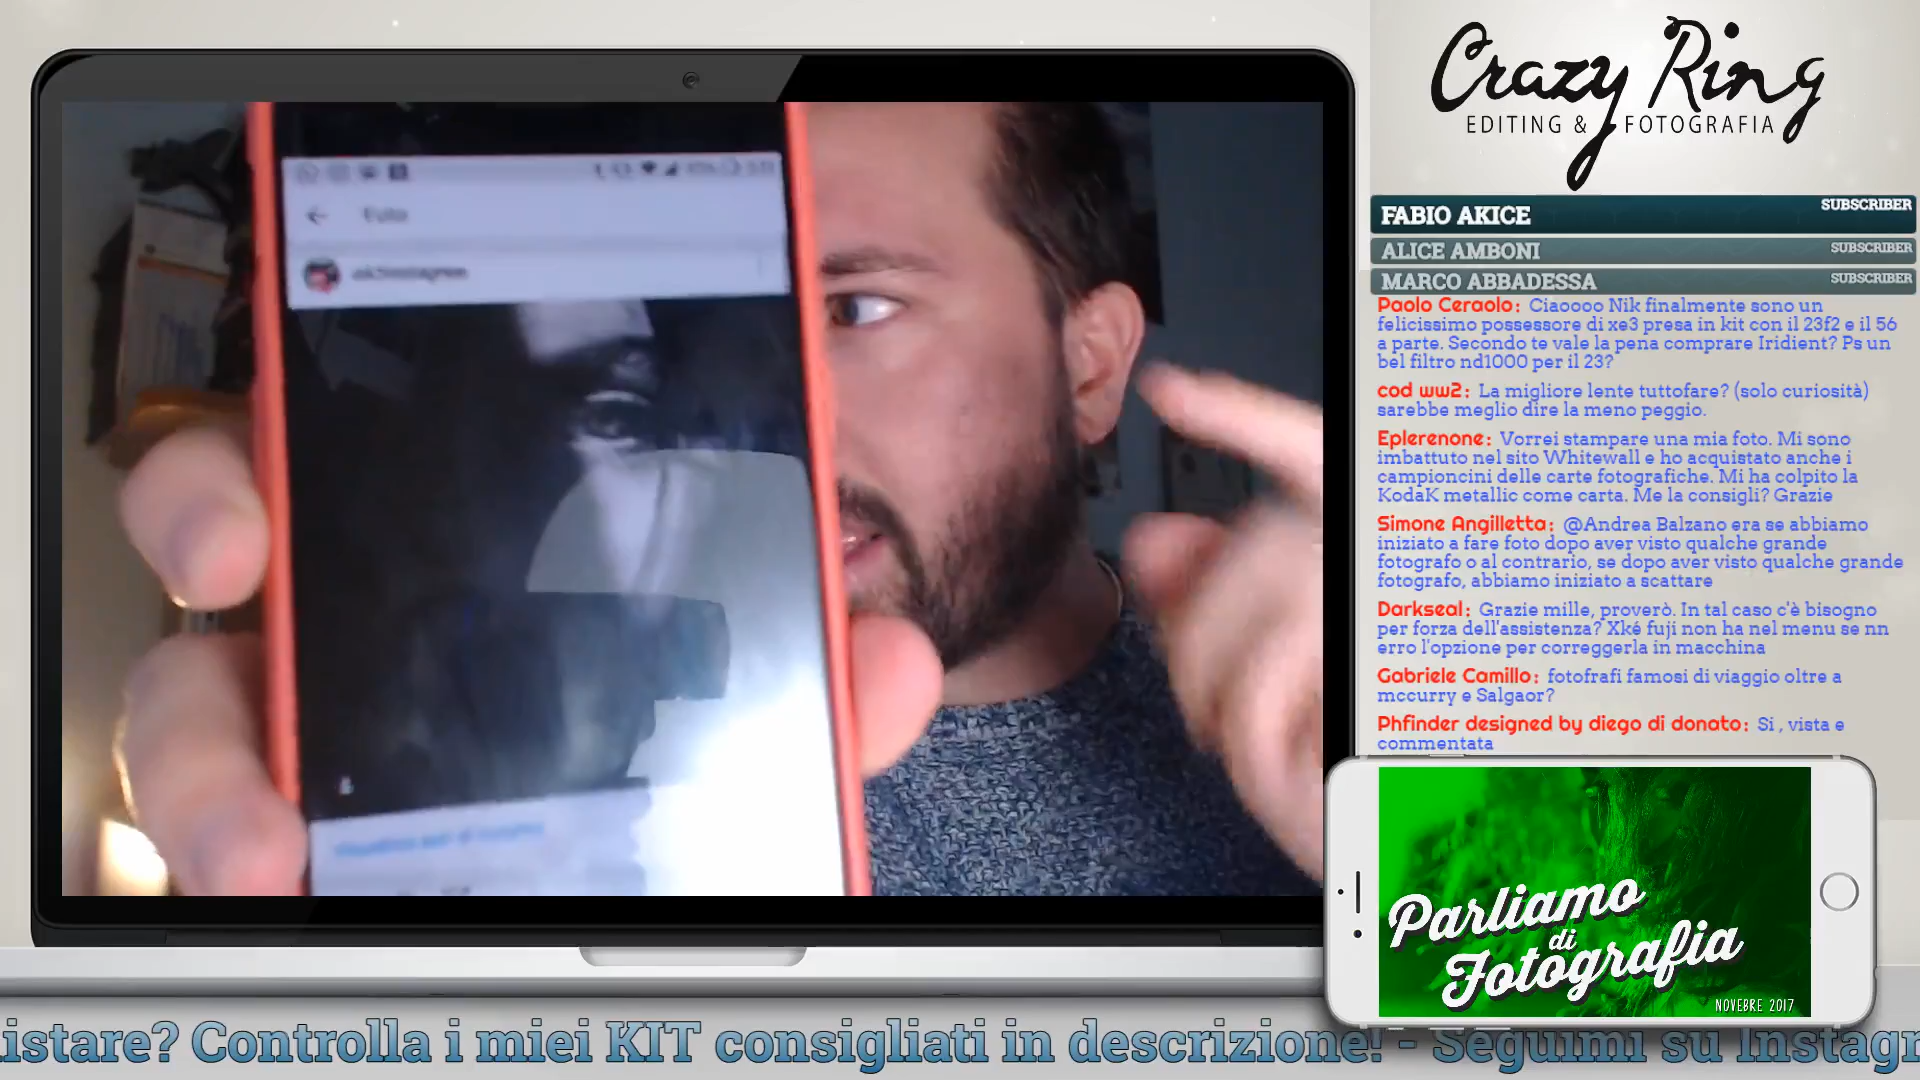 Crazy Ring
EDITING & FOTOGRAFIA
FABIO AKICE SUBSCRIBER
ALICE AMBONI SUBSCRIBER
MARCO ABBADESSA SUBSCRIBER
Paolo Ceraolo: Ciaoooo Nik finalmente sono un
felicissimo possessore di xe3 presa in kit con il 23f2 e il 56
a parte. Secondo te vale la pena comprare Iridient? Ps un
bel filtro nd1000 per il 23?
cod ww2: La migliore lente tuttofare? (solo curiosità)
sarebbe meglio dire la meno peggio.
Eplerenone: Vorrei stampare una mia foto. Mi sono
imbattuto nel sito Whitewall e ho acquistato anche i
campioncini delle carte fotografiche. Mi ha colpito la
KodaK metallic come carta. Me la consigli? Grazie
Simone Angilletta: @Andrea Balzano era se abbiamo
iniziato a fare foto dopo aver visto qualche grande
fotografo o al contrario, se dopo aver visto qualche grande
fotografo, abbiamo iniziato a scattare
Darkseal: Grazie mille, proverò. In tal caso c'è bisogno
per forza dell'assistenza? Xké fuji non ha nel menu se nn
erro l'opzione per correggerla in macchina
Gabriele Camillo: fotofrafi famosi di viaggio oltre a
mccurry e Salgaor?
Phfinder designed by diego di donato: Si , vista e
commentata
Foto
Parliamo
di
Fotografia
NOVEBRE 2017
istare? Controlla i miei KIT consigliati in descrizione! - Seguimi su Instagr